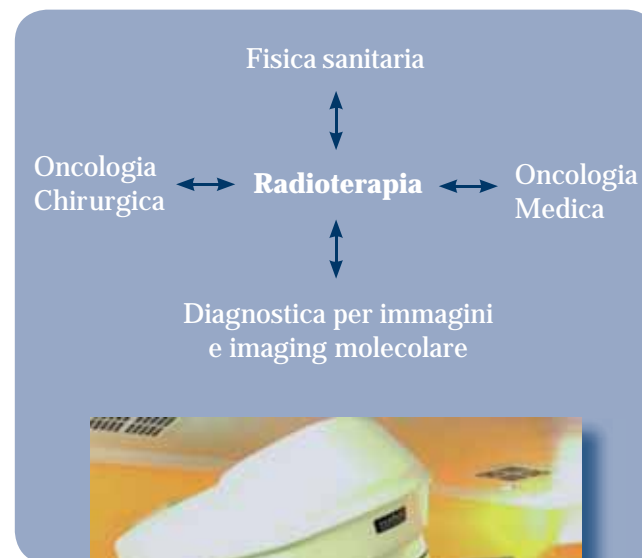 Fisica sanitaria
Oncologia
Chirurgica
Radioterapia
Oncologia
Medica
Diagnostica per immagini
e imaging molecolare